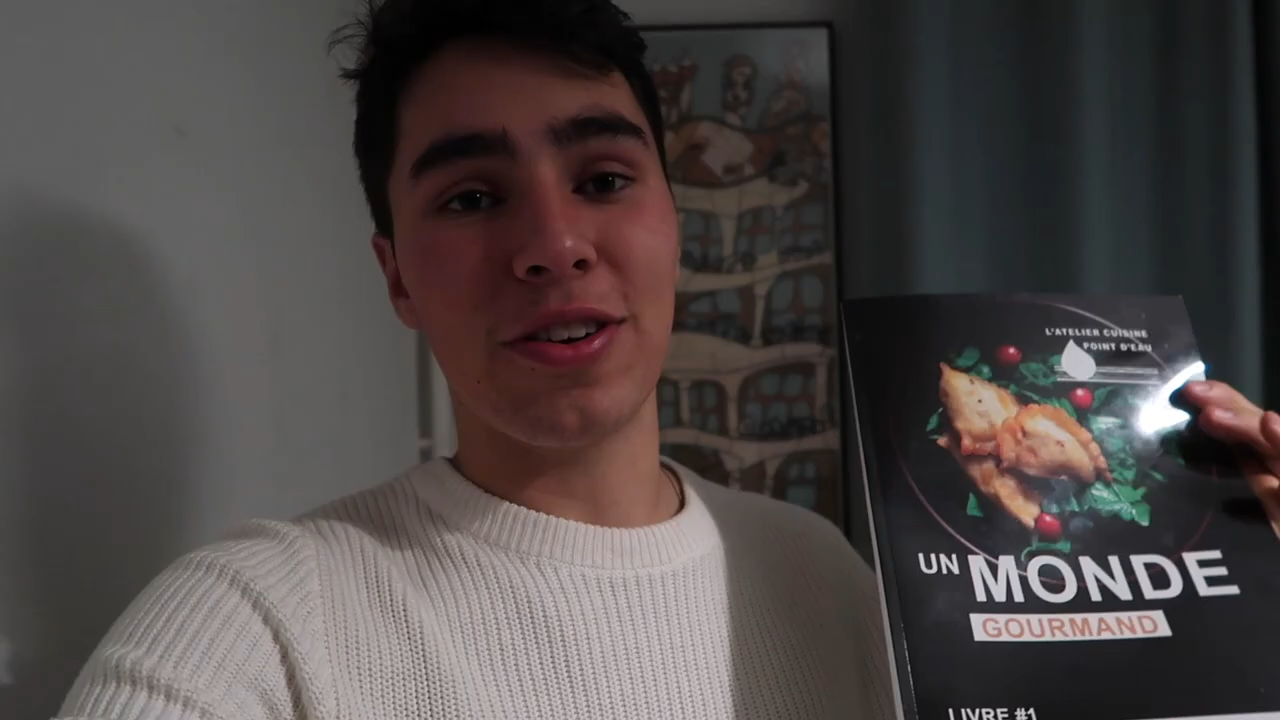 L'ATELIER CUISINE
POINT D'EAU
UN MONDE
GOURMAND
LIVRE #1